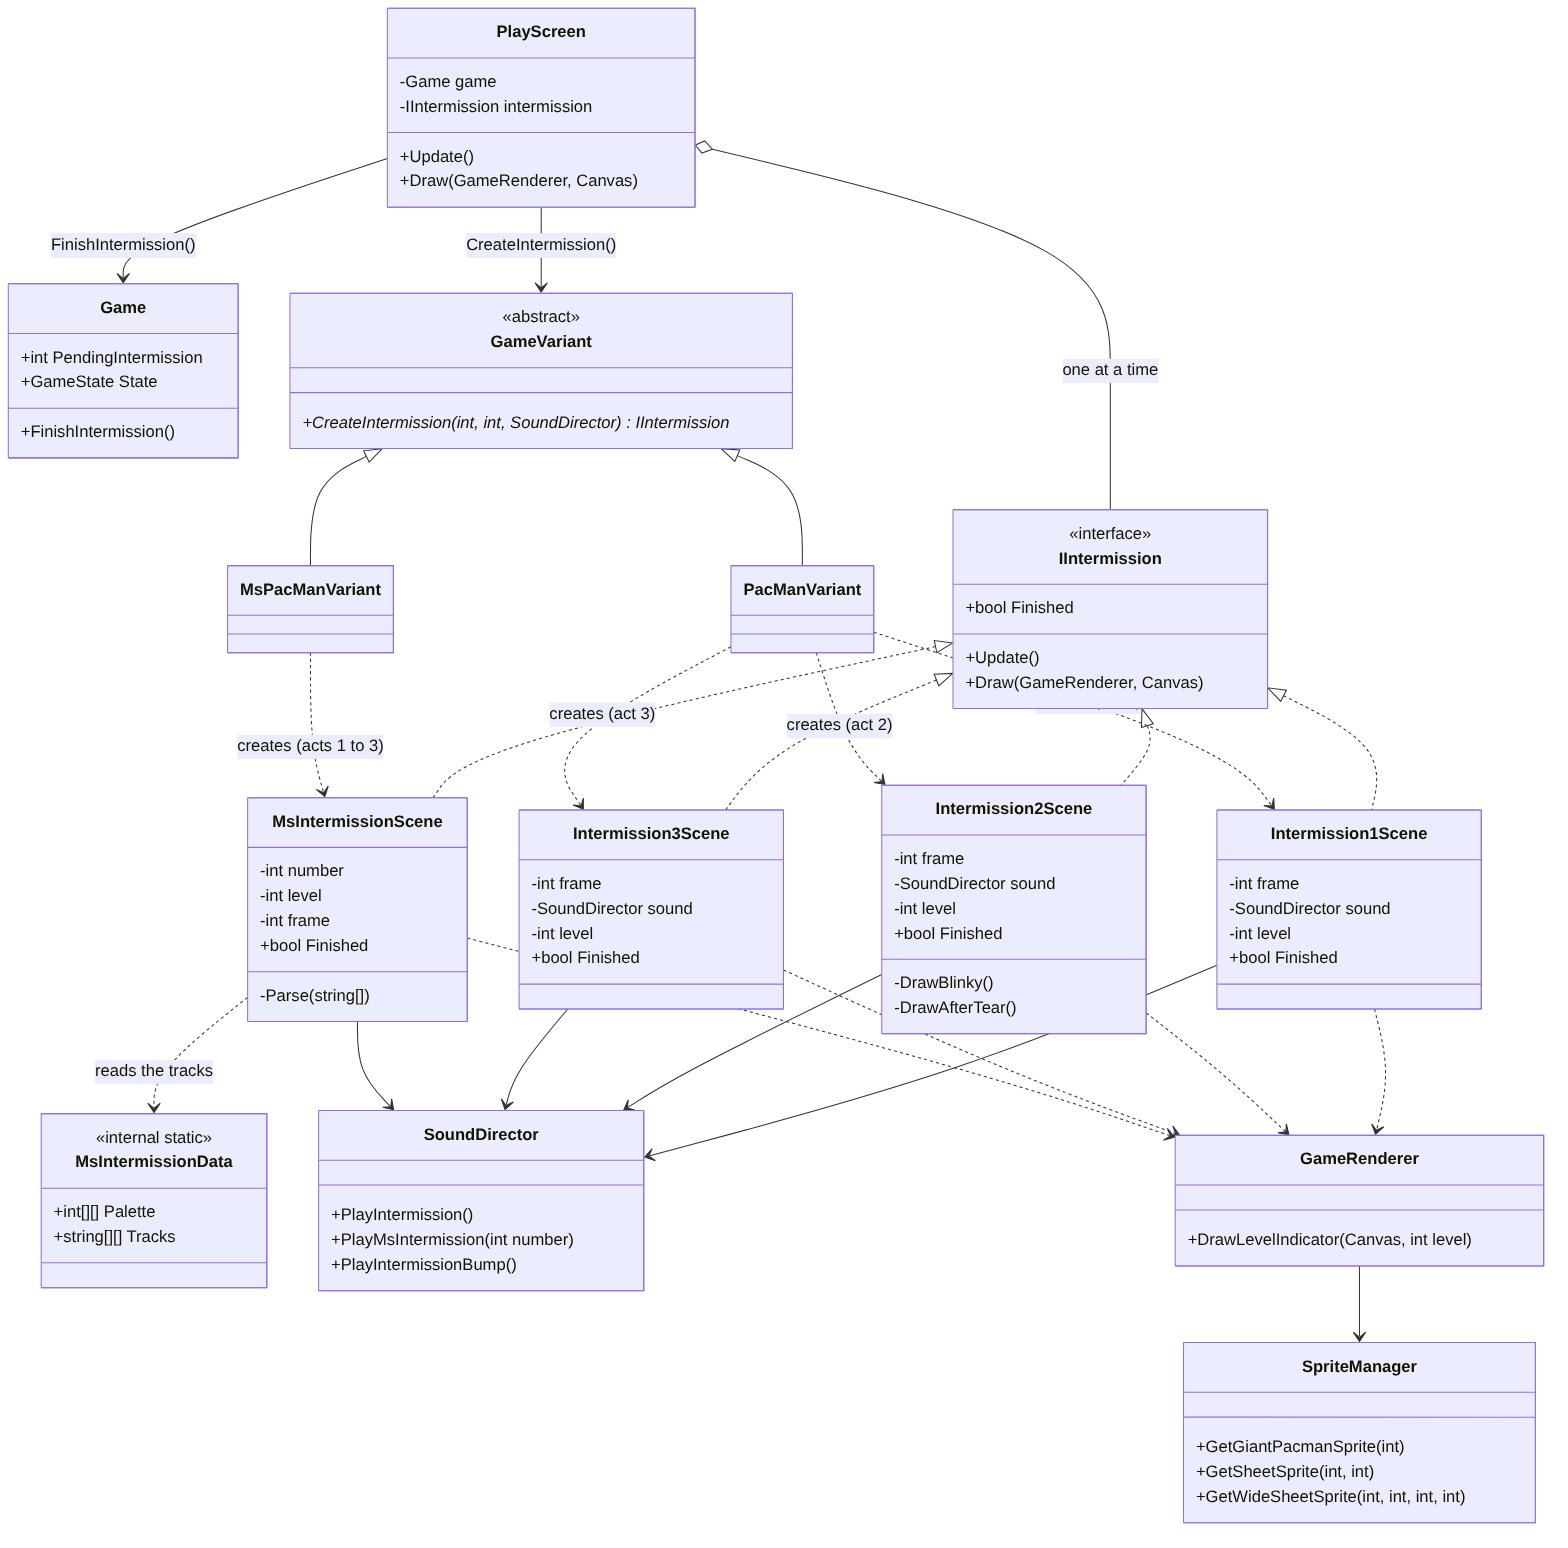 PlayScreen
-Game game
-IIntermission intermission
+Update()
+Draw(GameRenderer, Canvas)
FinishIntermission()
CreateIntermission()
Game
+int PendingIntermission
+GameState State
+FinishIntermission()
«abstract»
GameVariant
+CreateIntermission(int, int, SoundDirector) : IIntermission
one at a time
MsPacManVariant
PacManVariant
«interface»
IIntermission
+bool Finished
+Update()
+Draw(GameRenderer, Canvas)
creates (acts 1 to 3)
creates (act 3)
creates (act 2)
MsIntermissionScene
-int number
-int level
-int frame
+bool Finished
-Parse(string[])
Intermission3Scene
-int frame
-SoundDirector sound
-int level
+bool Finished
Intermission2Scene
-int frame
-SoundDirector sound
-int level
+bool Finished
-DrawBlinky()
-DrawAfterTear()
Intermission1Scene
-int frame
-SoundDirector sound
-int level
+bool Finished
reads the tracks
«internal static»
MsIntermissionData
+int[][] Palette
+string[][] Tracks
SoundDirector
+PlayIntermission()
+PlayMsIntermission(int number)
+PlayIntermissionBump()
GameRenderer
+DrawLevelIndicator(Canvas, int level)
SpriteManager
+GetGiantPacmanSprite(int)
+GetSheetSprite(int, int)
+GetWideSheetSprite(int, int, int, int)